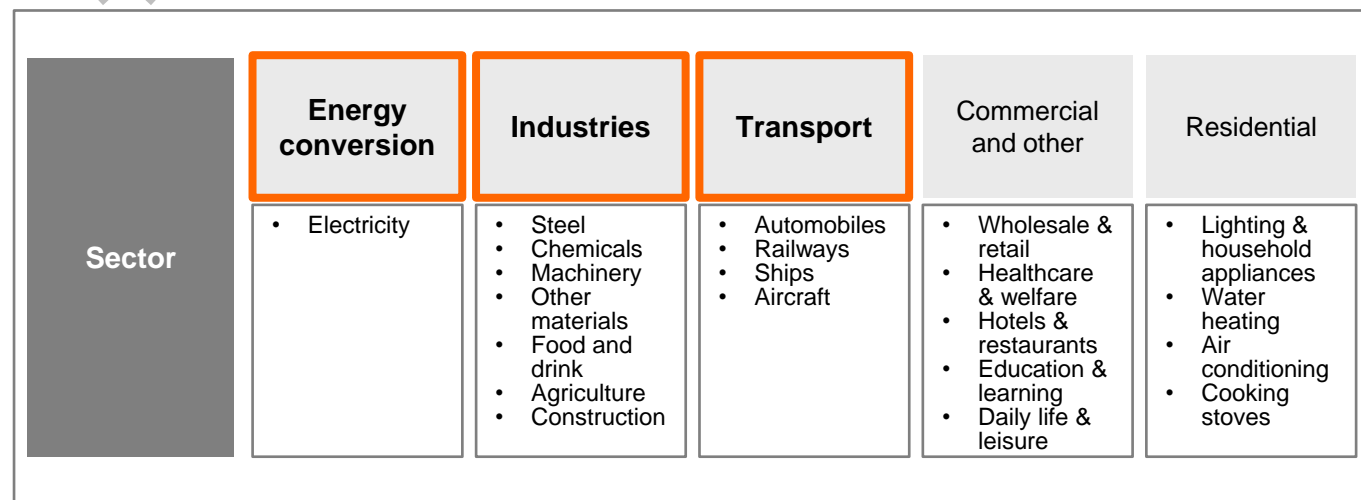 Sector
Energy
conversion
Industries
Transport
Commercial
and other
Residential
• Electricity
• Steel
• Chemicals
• Machinery
• Other
materials
• Food and
drink
• Agriculture
• Construction
• Automobiles
• Railways
• Ships
• Aircraft
• Wholesale &
retail
• Healthcare
& welfare
• Hotels &
restaurants
• Education &
learning
• Daily life &
leisure
• Lighting &
household
appliances
• Water
heating
• Air
conditioning
• Cooking
stoves